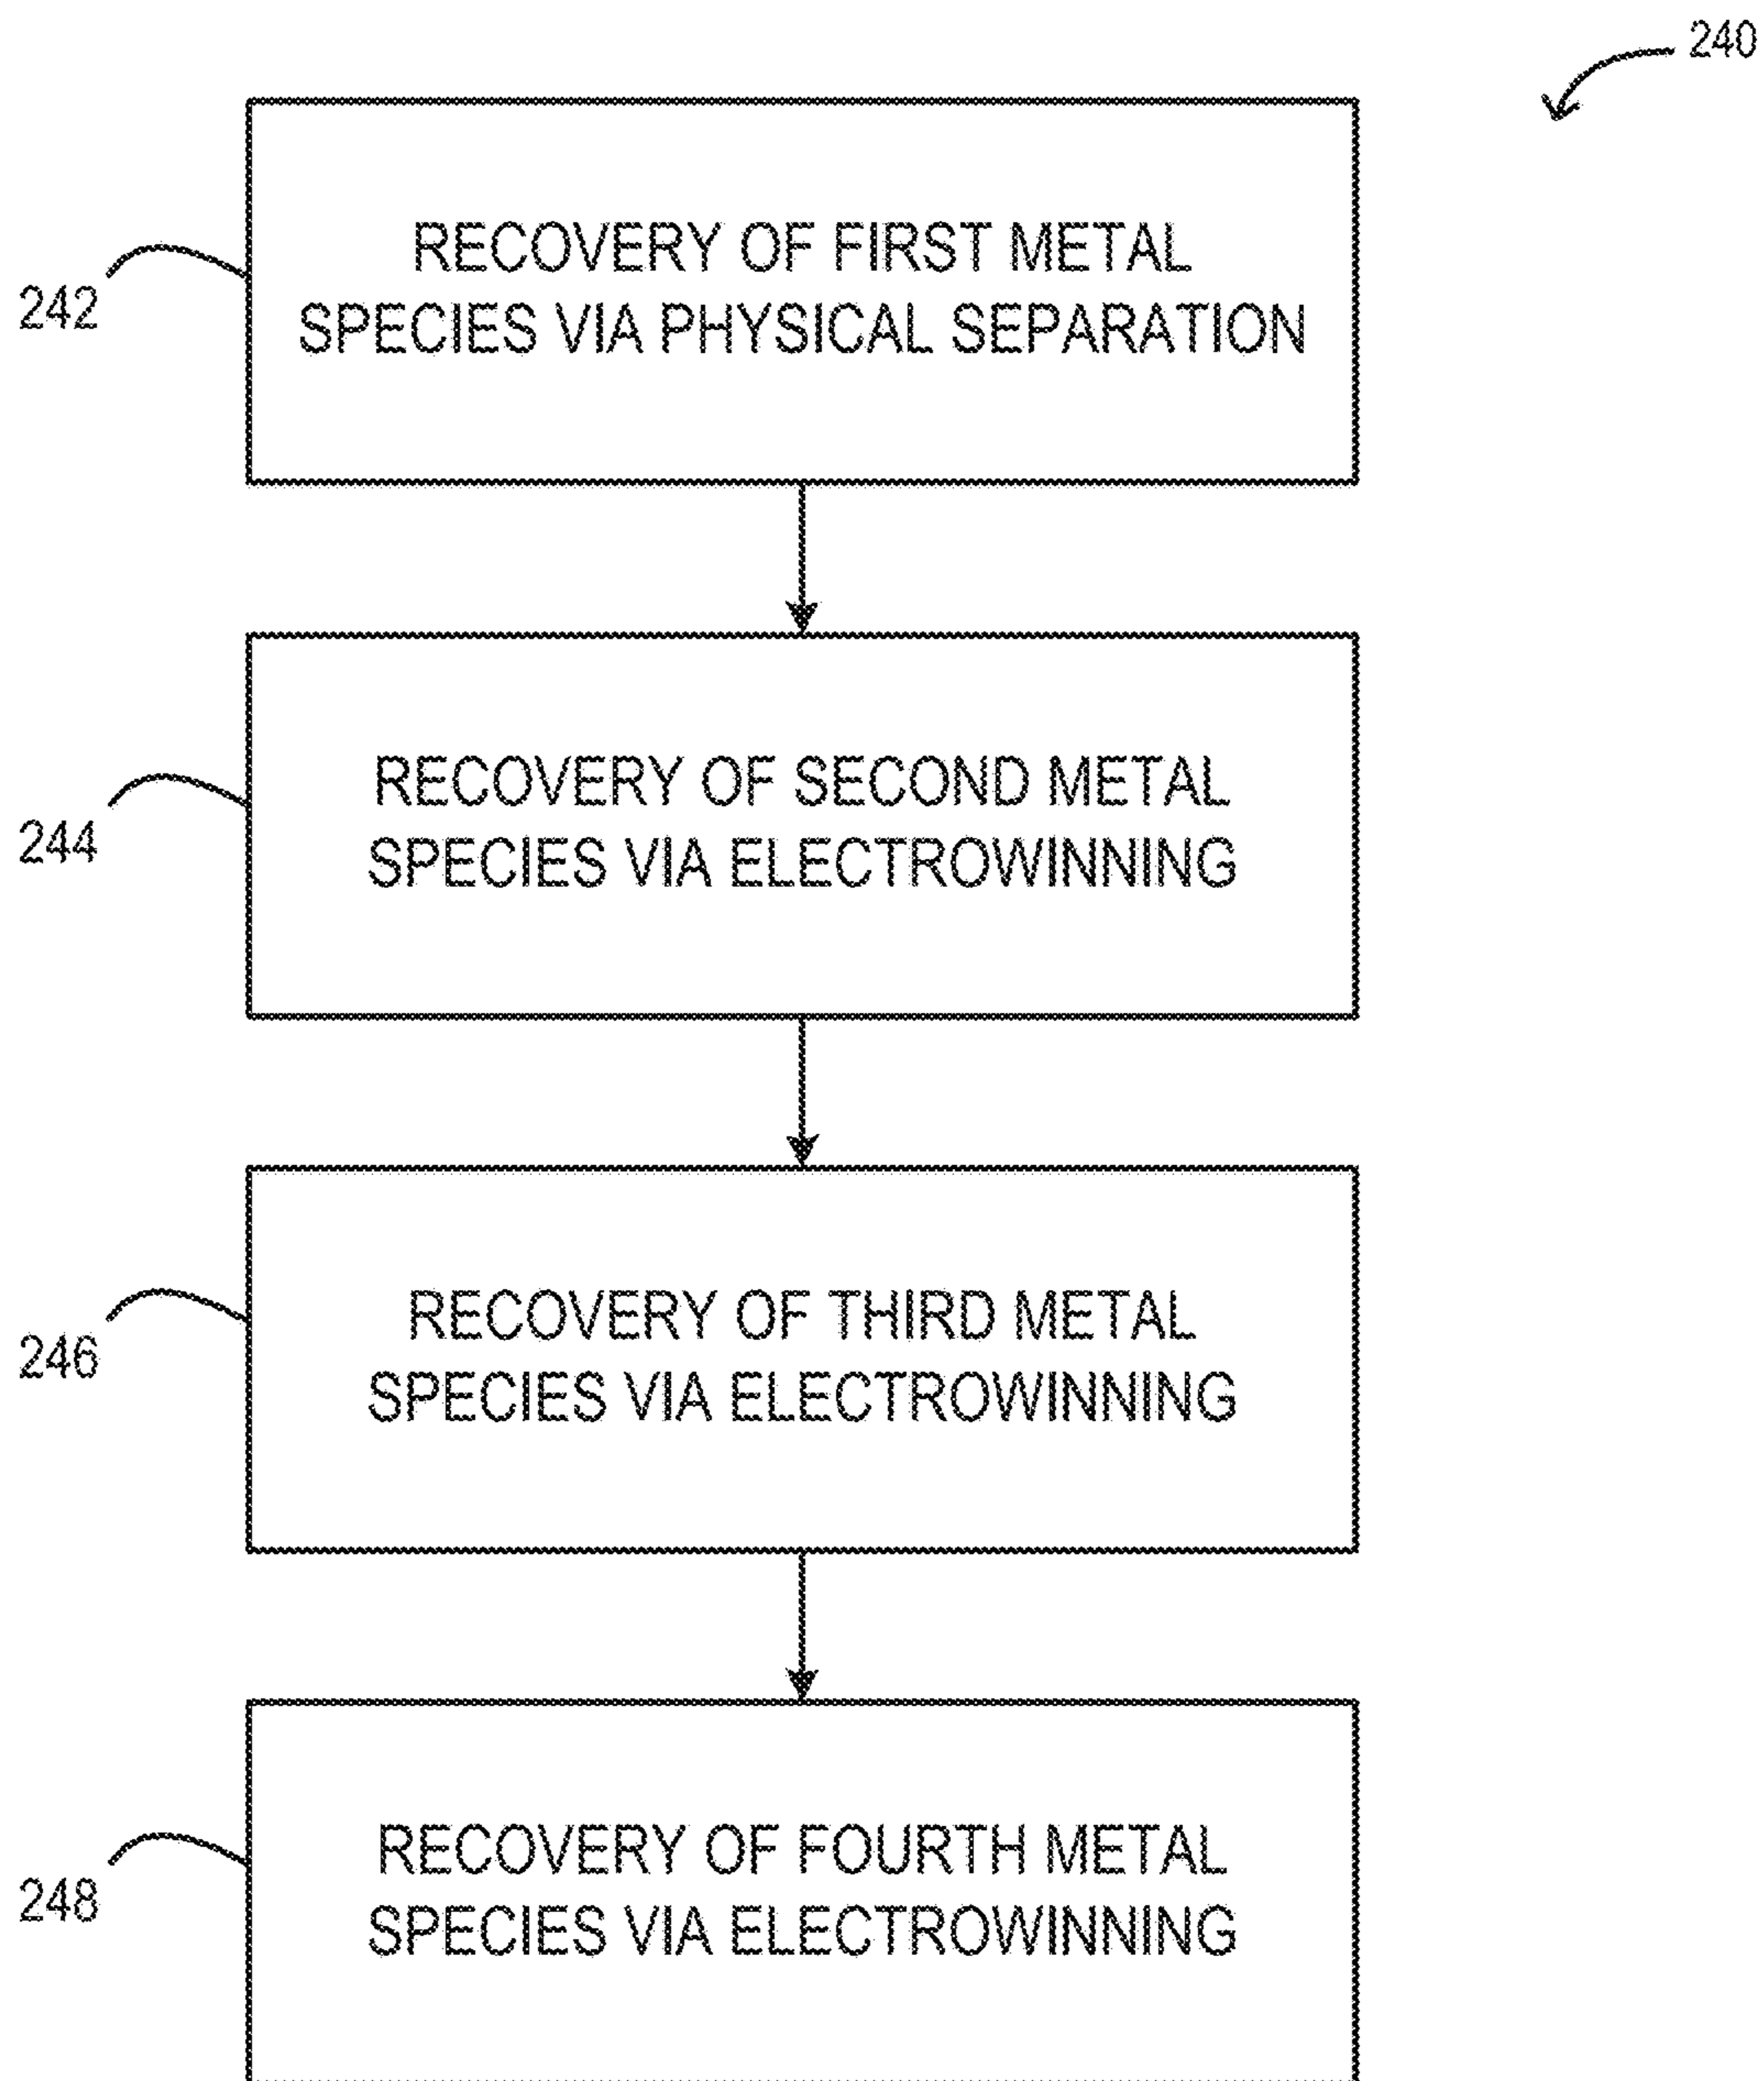 240
RECOVERY OF FIRST METAL
SPECIES VIA PHYSICAL SEPARATION
242
RECOVERY OF SECOND METAL
SPECIES VIA ELECTROWINNING
244
RECOVERY OF THIRD METAL
SPECIES VIA ELECTROWINNING
246
RECOVERY OF FOURTH METAL
SPECIES VIA ELECTROWINNING
248